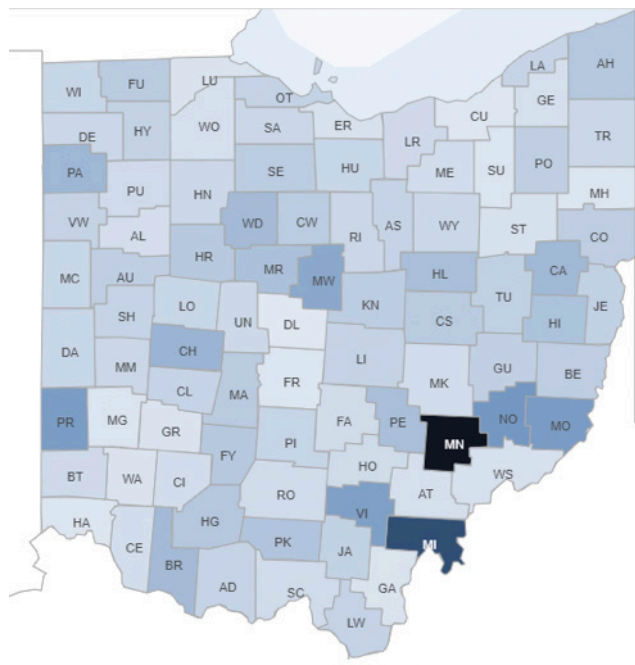 LA
AH
LU
FU
WI
OT
GE
CU
WO
SA
ER
HY
DE
TR
LR
PO
SU
HU
ME
SE
PA
PU
HN
MH
VW
WD
CW
AS
WY
ST
AL
RI
CO
HR
MR
HL
CA
MC
AU
MW
TU
LO
KN
JE
SH
UN
DL
CS
HI
DA
CH
LI
MM
GU
BE
FR
MK
CL
MA
MG
PR
FA
PE
NO
MO
GR
PI
MN
FY
HO
BT
WA
CI
WS
RO
AT
VI
HA
HG
PK
MI
CE
JA
BR
AD
SC
GA
LW